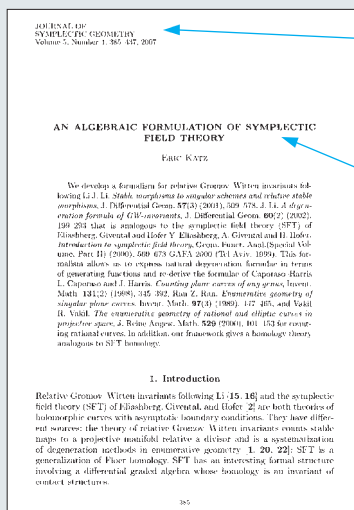 JOURNAL OF
SYMPLECTIC GEOMETRY
Volume 5, Number 4, 385–437, 2007
AN ALGEBRAIC FORMULATION OF SYMPLECTIC
FIELD THEORY
Eric Katz
We develop a formalism for relative Gromov–Witten invariants fol-
lowing Li J. Li. Stable morphisms to singular schemes and relative stable
morphisms, J. Differential Geom. 57(3) (2001), 509–578, J. Li. A degen-
eration formula of GW-invariants, J. Differential Geom. 60(2) (2002),
199–293 that is analogous to the symplectic field theory (SFT) of
Eliashberg, Givental and Hofer Y. Eliashberg, A. Givental and H. Hofer.
Introduction to symplectic field theory, Geom. Funct. Anal.(Special Vol-
ume, Part II) (2000), 560–673 GAFA 2000 (Tel Aviv, 1999). This for-
malism allows us to express natural degeneration formulae in terms
of generating functions and re-derive the formulae of Caporaso–Harris
L. Caporaso and J. Harris. Counting plane curves of any genus, Invent.
Math. 131(2) (1998), 345–392, Ran Z. Ran. Enumerative geometry of
singular plane curves, Invent. Math. 97(3) (1989), 447–465, and Vakil
R. Vakil. The enumerative geometry of rational and elliptic curves in
projective space, J. Reine Angew. Math. 529 (2000), 101–153 for count-
ing rational curves. In addition, our framework gives a homology theory
analogous to SFT homology.
1. Introduction
Relative Gromov–Witten invariants following Li [15, 16] and the symplectic
field theory (SFT) of Eliashberg, Givental, and Hofer [2] are both theories of
holomorphic curves with asymptotic boundary conditions. They have differ-
ent sources: the theory of relative Gromov–Witten invariants counts stable
maps to a projective manifold relative a divisor and is a systematization
of degeneration methods in enumerative geometry [1, 20, 22]; SFT is a
generalization of Floer homology. SFT has an interesting formal structure
involving a differential graded algebra whose homology is an invariant of
contact structures.
385